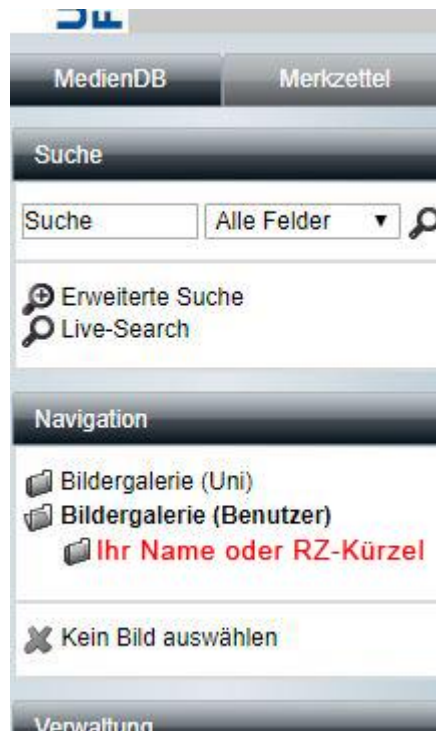 MedienDB Merkzettel
Suche
Suche Alle Felder
Erweiterte Suche
Live-Search
Navigation
Bildergalerie (Uni)
Bildergalerie (Benutzer)
Ihr Name oder RZ-Kürzel
Kein Bild auswählen
Verwaltung